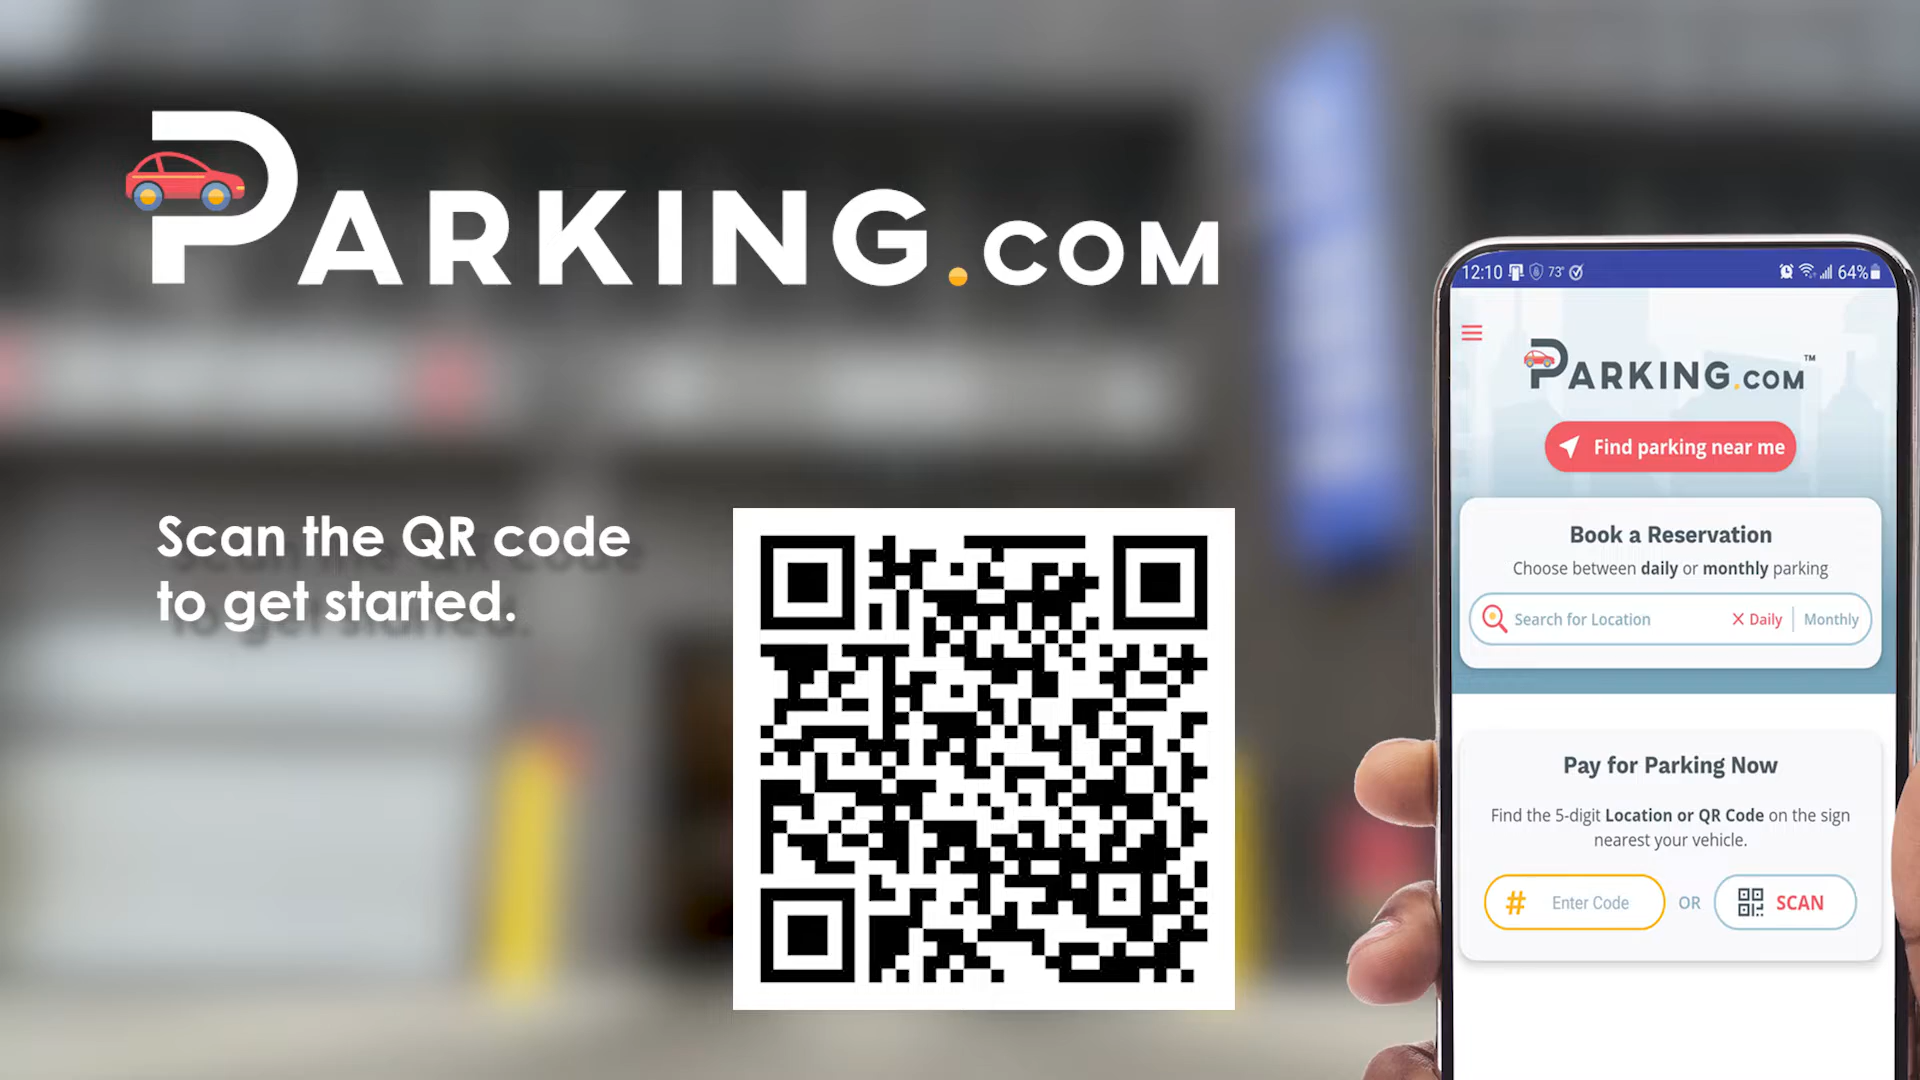 PARKING.COM
Scan the QR code
to get started.
12:10 73° 64%
PARKING.COM™
Find parking near me
Book a Reservation
Choose between daily or monthly parking
Search for Location X Daily | Monthly
Pay for Parking Now
Find the 5-digit Location or QR Code on the sign
nearest your vehicle.
# Enter Code OR SCAN